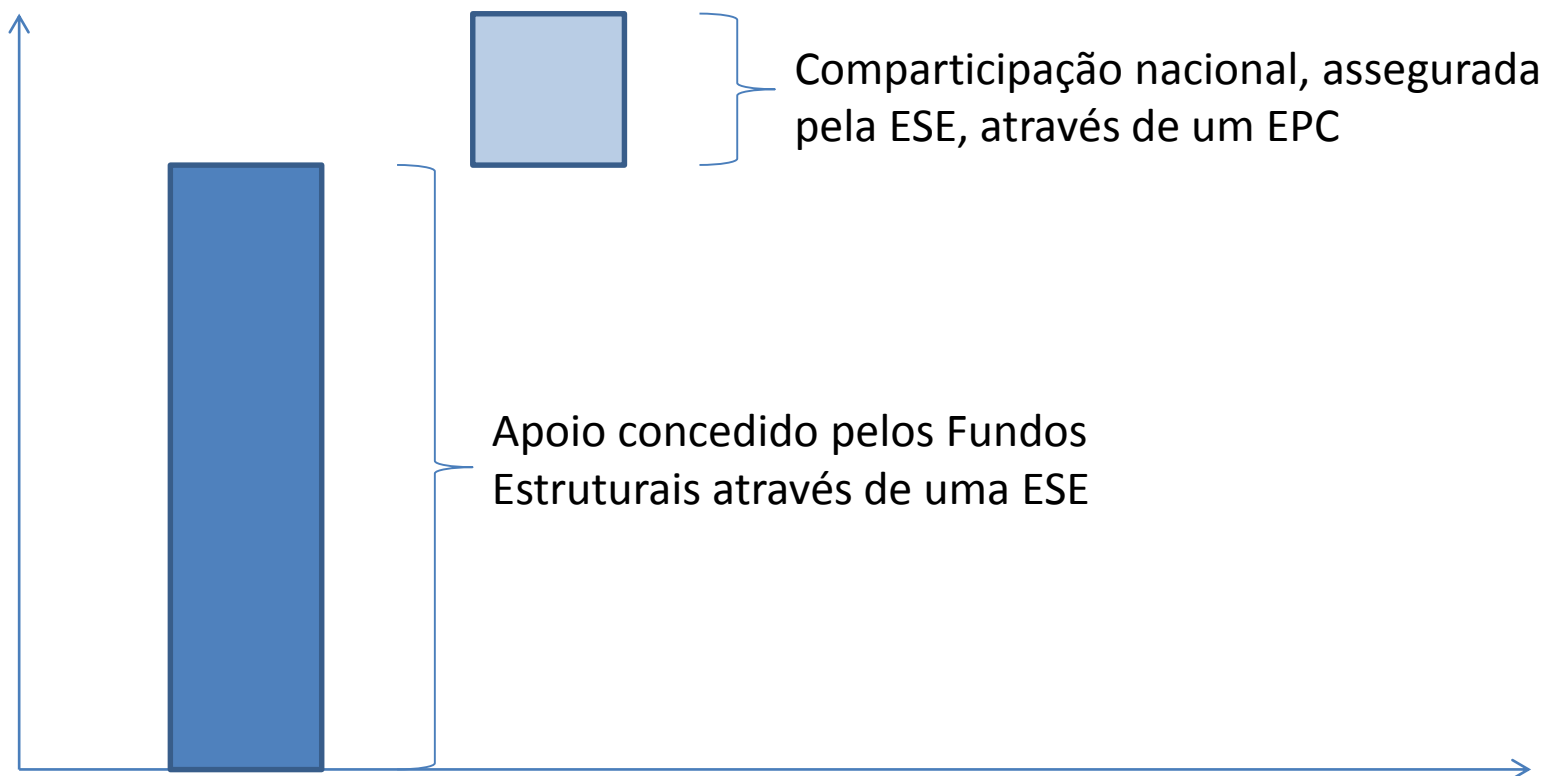 Comparticipação nacional, assegurada
pela ESE, através de um EPC
Apoio concedido pelos Fundos
Estruturais através de uma ESE